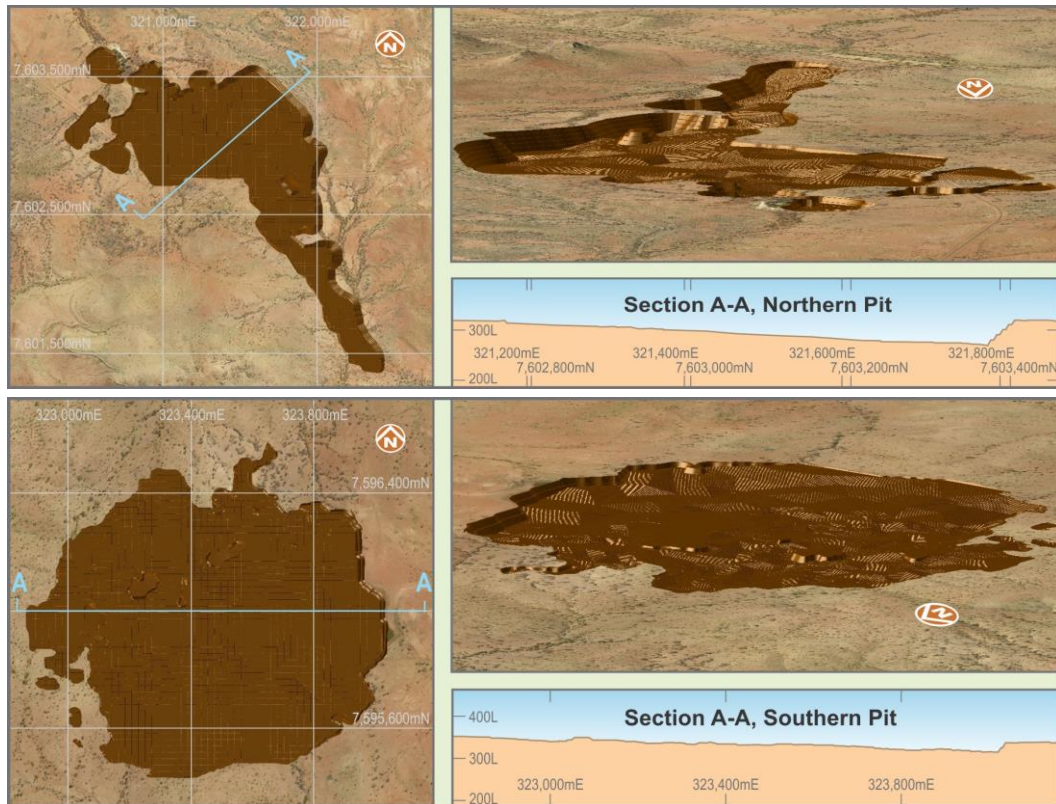 321,000mE
322,000mE
A
N
7,603,500mN
A
7,602,500mN
7,601,500mN
N
Section A-A, Northern Pit
300L
321,200mE
321,400mE
321,600mE
321,800mE
7,602,800mN
7,603,000mN
7,603,200mN
7,603,400mN
200L
323,000mE
323,400mE
323,800mE
N
7,596,400mN
A
A
7,595,600mN
N
Section A-A, Southern Pit
400L
300L
323,000mE
323,400mE
323,800mE
200L